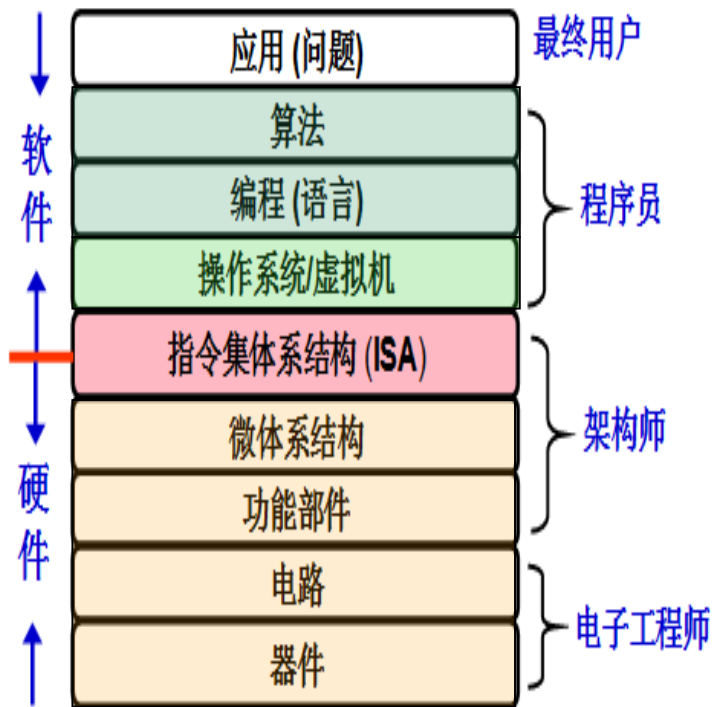 应用 (问题)
最终用户
算法
软件
编程 (语言)
程序员
操作系统/虚拟机
指令集体系结构 (ISA)
微体系结构
架构师
硬件
功能部件
电路
电子工程师
器件